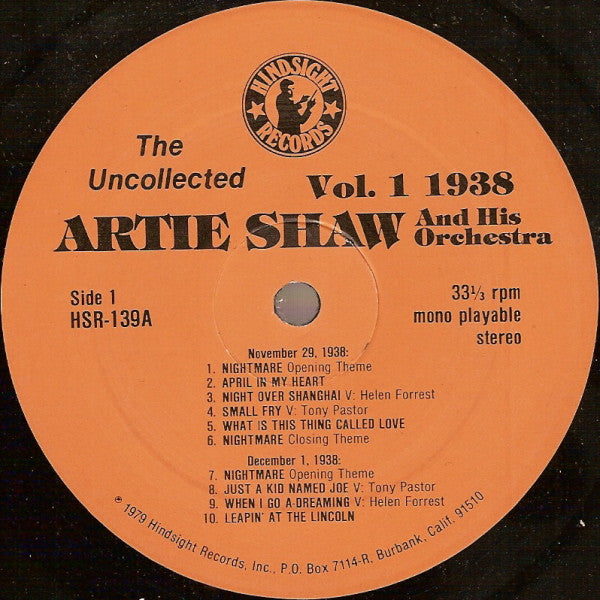 HINDSIGHT
RECORDS
The
Uncollected
Vol. 1 1938
ARTIE SHAW And His
Orchestra
Side 1
HSR-139A
33⅓ rpm
mono playable
stereo
November 29, 1938:
1. NIGHTMARE Opening Theme
2. APRIL IN MY HEART
3. NIGHT OVER SHANGHAI V: Helen Forrest
4. SMALL FRY V: Tony Pastor
5. WHAT IS THIS THING CALLED LOVE
6. NIGHTMARE Closing Theme
December 1, 1938:
7. NIGHTMARE Opening Theme
8. JUST A KID NAMED JOE V: Tony Pastor
9. WHEN I GO A-DREAMING V: Helen Forrest
10. LEAPIN' AT THE LINCOLN
℗ 1979 Hindsight Records, Inc., P.O. Box 7114-R, Burbank, Calif. 91510